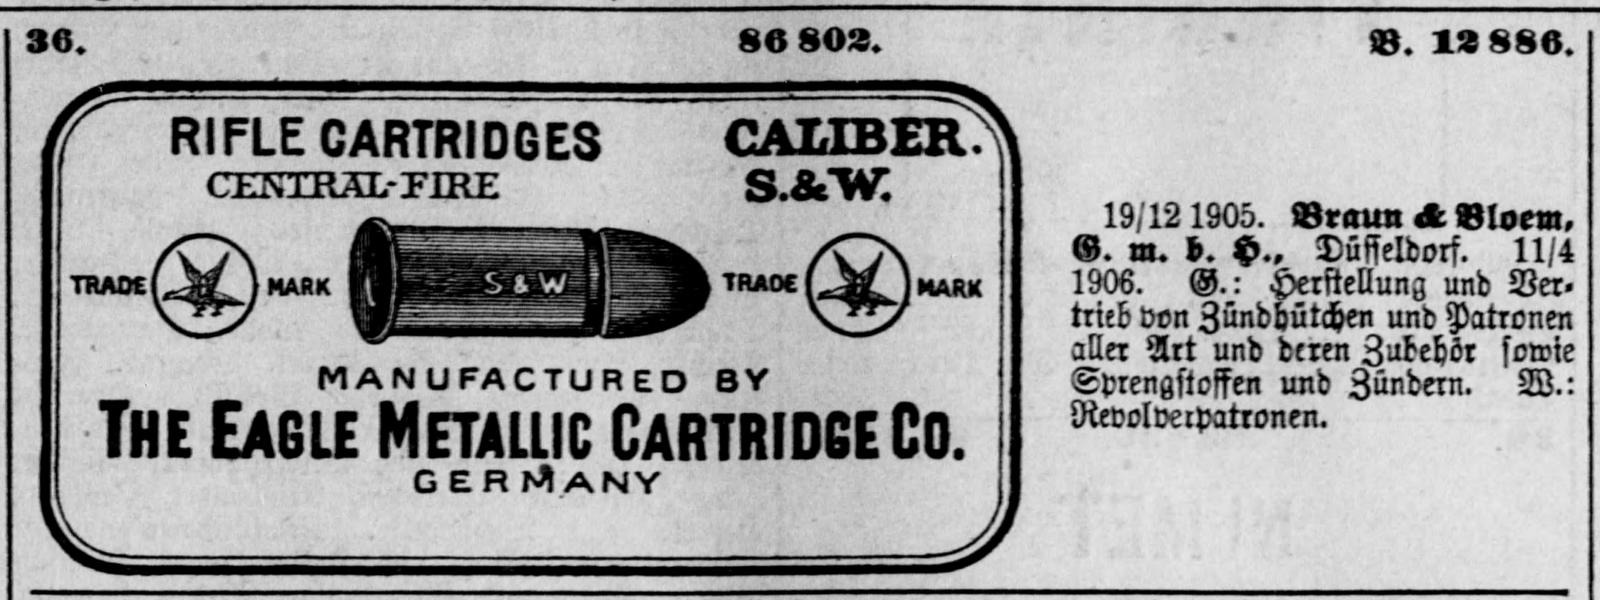 36.
86 802.
B. 12 886.
RIFLE CARTRIDGES
CENTRAL-FIRE
CALIBER.
S.&W.
TRADE MARK
S & W
TRADE MARK
MANUFACTURED BY
THE EAGLE METALLIC CARTRIDGE CO.
GERMANY
19/12 1905. Braun & Bloem,
G. m. b. H., Düsseldorf. 11/4
1906. G.: Herstellung und Ver-
trieb von Zündhütchen und Patronen
aller Art und deren Zubehör sowie
Sprengstoffen und Zündern. W.:
Revolverpatronen.